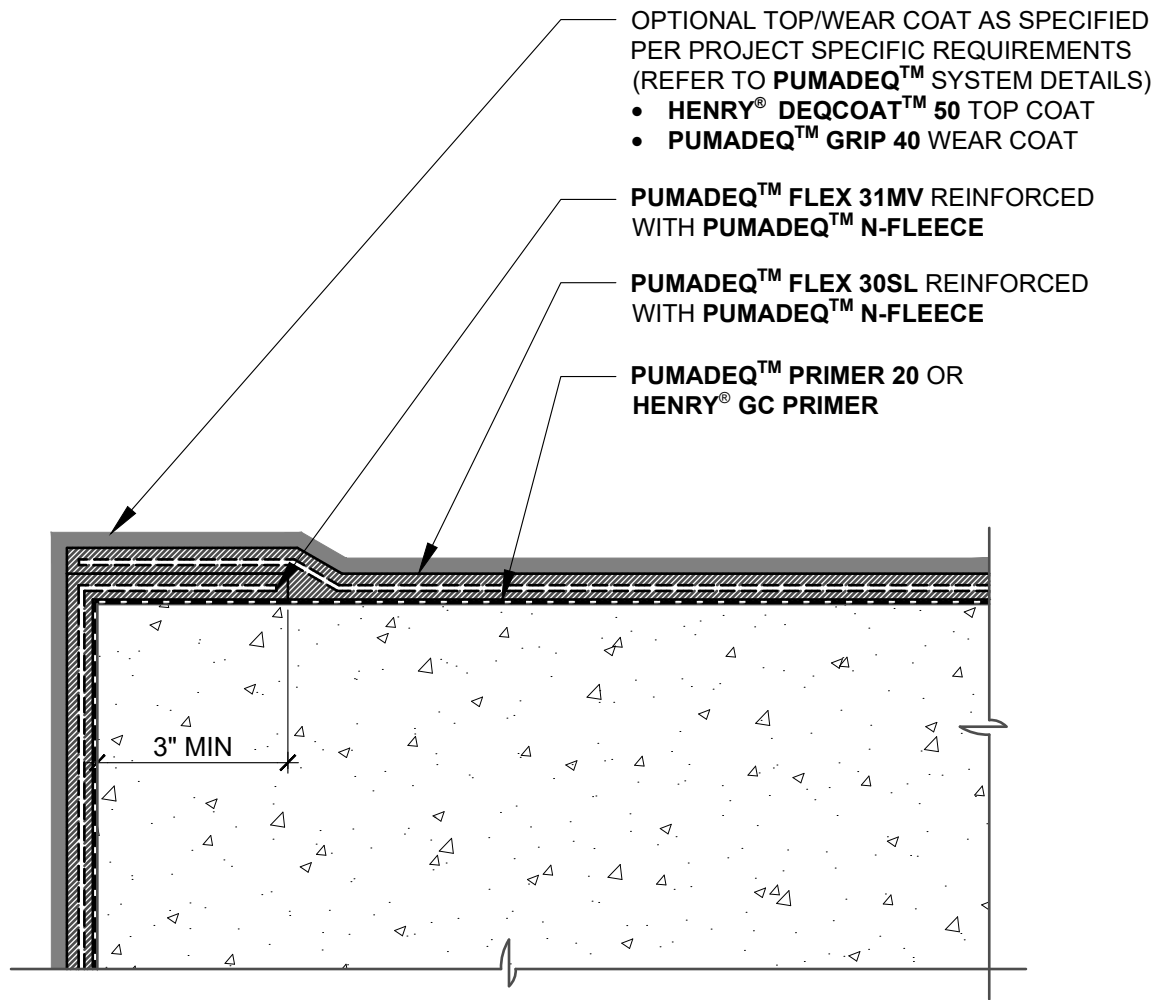 OPTIONAL TOP/WEAR COAT AS SPECIFIED
PER PROJECT SPECIFIC REQUIREMENTS
(REFER TO PUMADEQ™ SYSTEM DETAILS)
• HENRY® DEQCOAT™ 50 TOP COAT
• PUMADEQ™ GRIP 40 WEAR COAT
PUMADEQ™ FLEX 31MV REINFORCED
WITH PUMADEQ™ N-FLEECE
PUMADEQ™ FLEX 30SL REINFORCED
WITH PUMADEQ™ N-FLEECE
PUMADEQ™ PRIMER 20 OR
HENRY® GC PRIMER
3" MIN